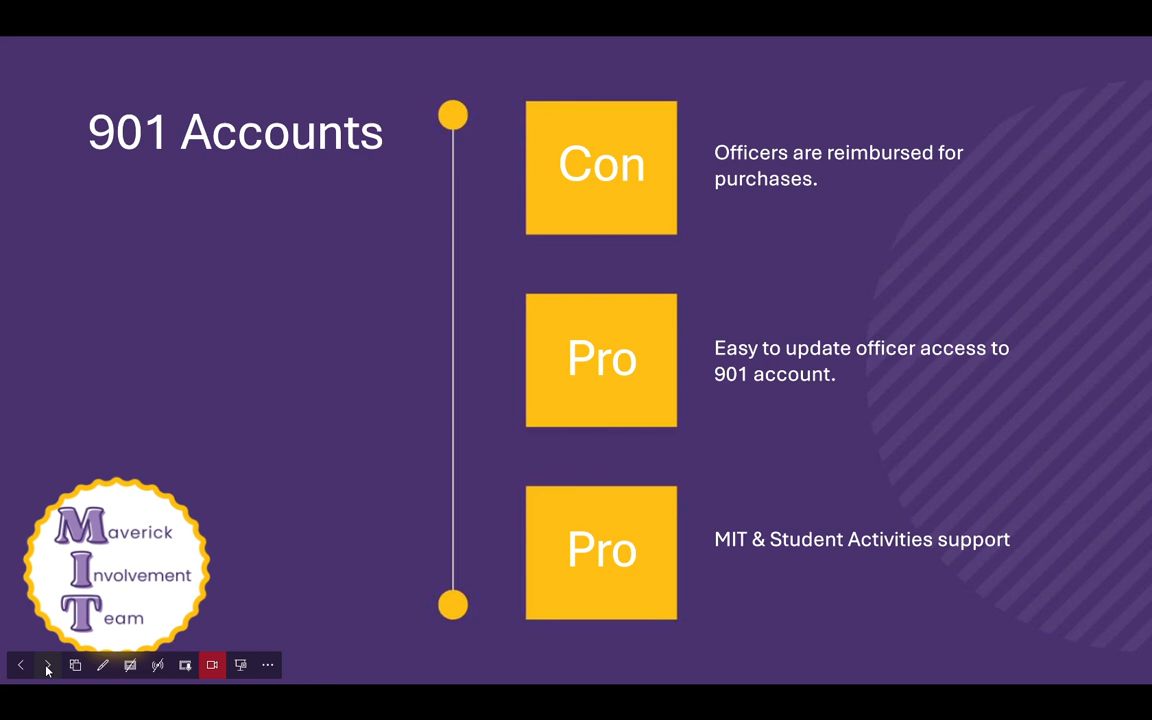 901 Accounts
Con
Officers are reimbursed for
purchases.
Pro
Easy to update officer access to
901 account.
Pro
MIT & Student Activities support
Maverick
Involvement
Team